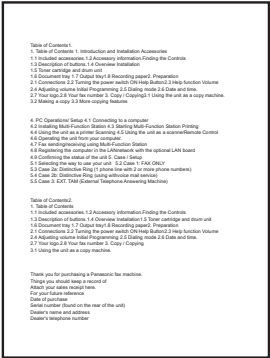 Table of Contents1.
1. Table of Contents 1. Introduction and Installation Accessories
1.1 Included accessories.1.2 Accessory information.Finding the Controls
1.3 Description of buttons.1.4 Overview Installation
1.5 Toner cartridge and drum unit
1.6 Document tray 1.7 Output tay1.8 Recording paper2. Preparation
2.1 Connections 2.2 Turning the power switch ON Help Button2.3 Help function Volume
2.4 Adjusting volume Initial Programming 2.5 Dialing mode 2.6 Date and time.
2.7 Your logo2.8 Your fax number 3. Copy / Copying3.1 Using the unit as a copy machine.
3.2 Making a copy 3.3 More copying features
4. PC Operations/ Setup 4.1 Connecting to a computer
4.2 Installing Multi-Function Station 4.3 Starting Multi-Function Station Printing
4.4 Using the unit as a printer Scanning 4.5 Using the unit as a scanner/Remote Control
4.6 Operating the unit from your computer.
4.7 Fax sending/receiving using Multi-Function Station
4.8 Registering the computer in the LAN/network with the optional LAN board
4.9 Confirming the status of the unit 5. Case / Setup
5.1 Selecting the way to use your unit 5.2 Case 1: FAX ONLY
5.3 Case 2a: Distinctive Ring (1 phone line with 2 or more phone numbers)
5.4 Case 2b: Distinctive Ring (using with/voice mail service)
5.5 Case 3: EXT. TAM (External Telephone Answering Machine)
Table of Contents2.
1. Table of Contents
1.1 Included accessories.1.2 Accessory information.Finding the Controls
1.3 Description of buttons.1.4 Overview Installation1.5 Toner cartridge and drum unit
1.6 Document tray 1.7 Output tay1.8 Recording paper2. Preparation
2.1 Connections 2.2 Turning the power switch ON Help Button2.3 Help function Volume
2.4 Adjusting volume Initial Programming 2.5 Dialing mode 2.6 Date and time.
2.7 Your logo2.8 Your fax number 3. Copy / Copying
3.1 Using the unit as a copy machine.
Thank you for purchasing a Panasonic fax machine.
Things you should keep a record of
Attach your sales receipt here.
For your future reference
Date of purchase
Serial number (found on the rear of the unit)
Dealer's name and address
Dealer's telephone number